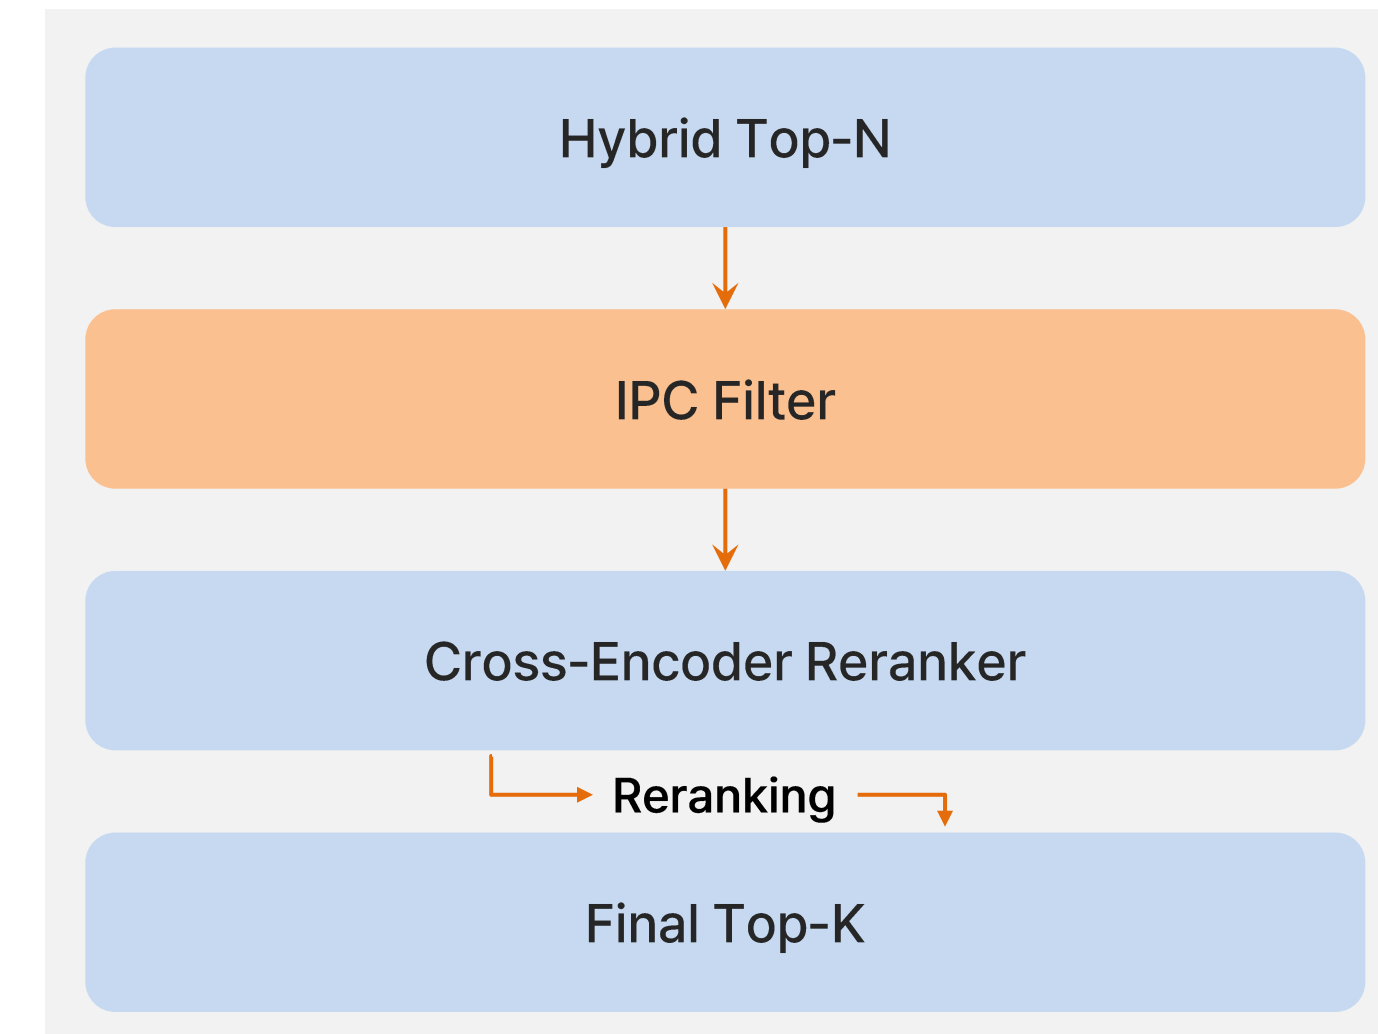 Hybrid Top-N
IPC Filter
Cross-Encoder Reranker
Reranking
Final Top-K